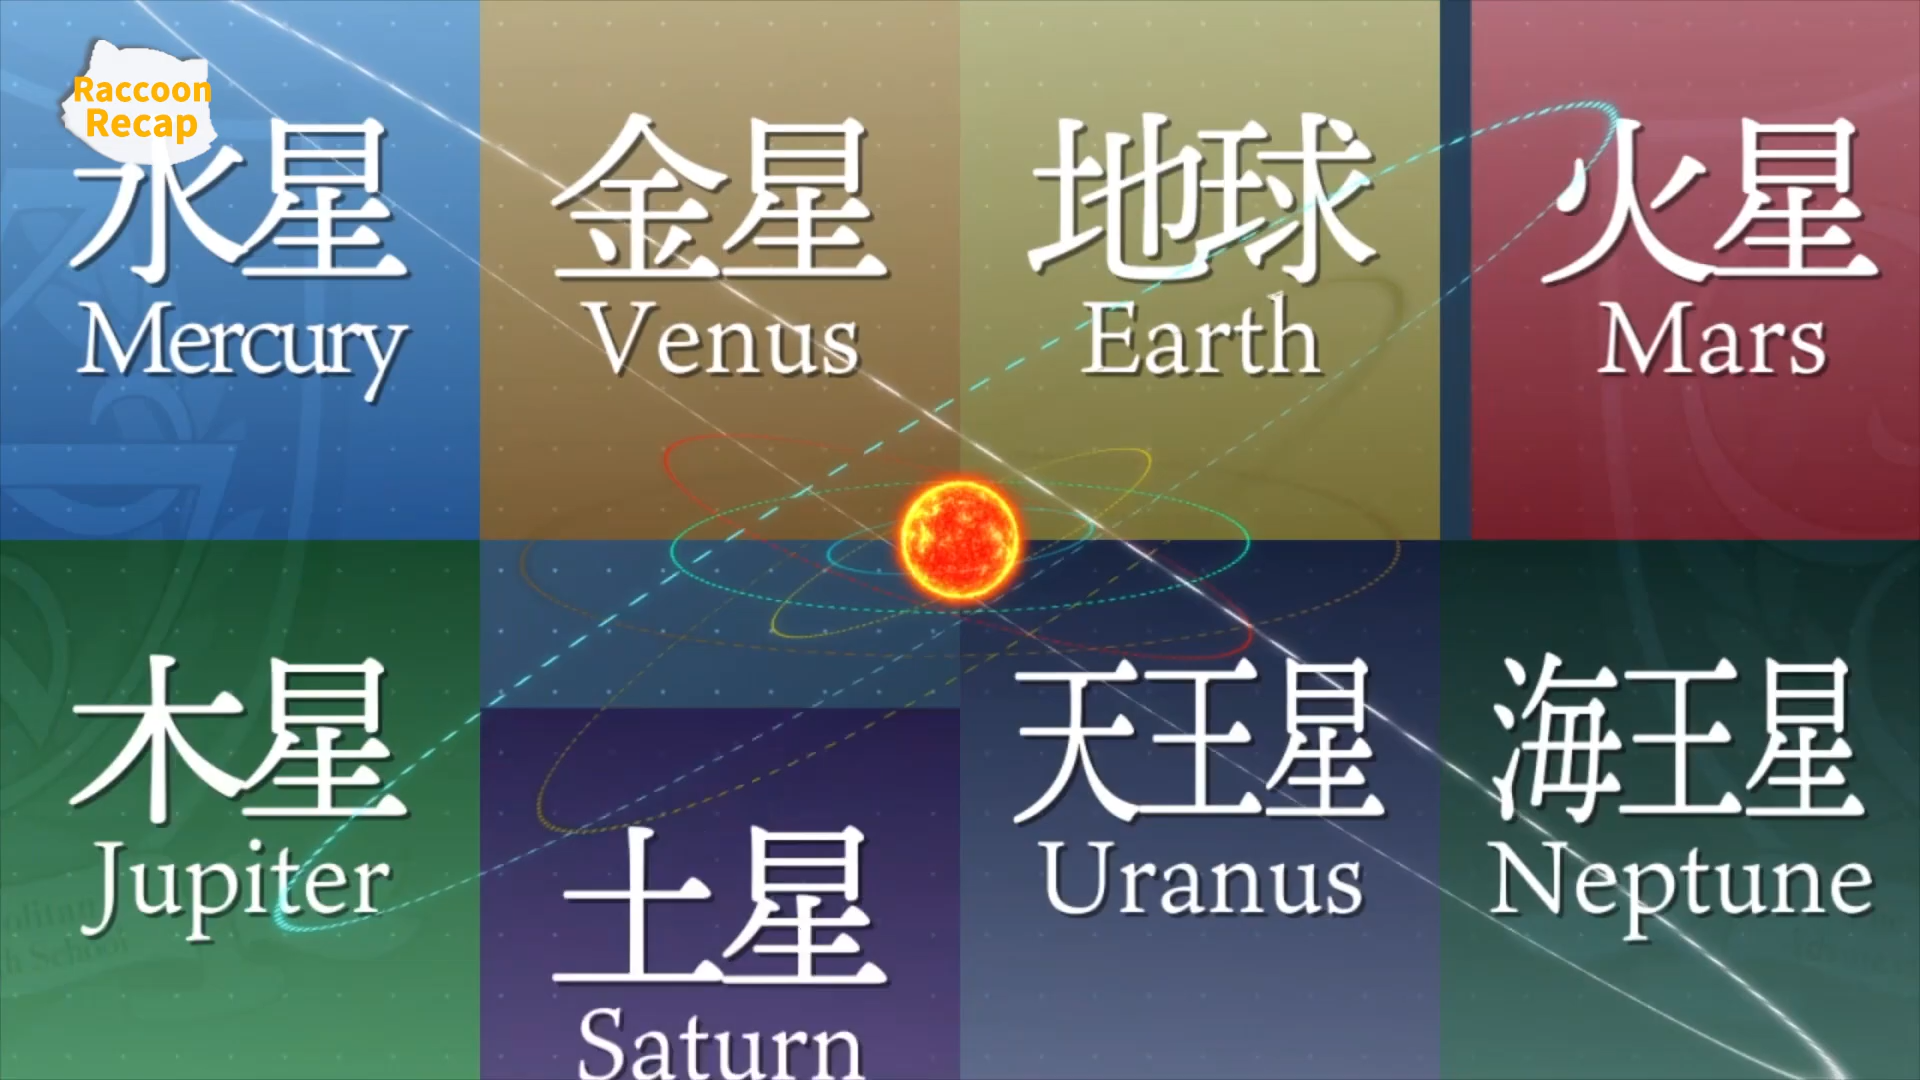 Raccoon
Recap
水星
Mercury
金星
Venus
地球
Earth
火星
Mars
木星
Jupiter
土星
Saturn
天王星
Uranus
海王星
Neptune